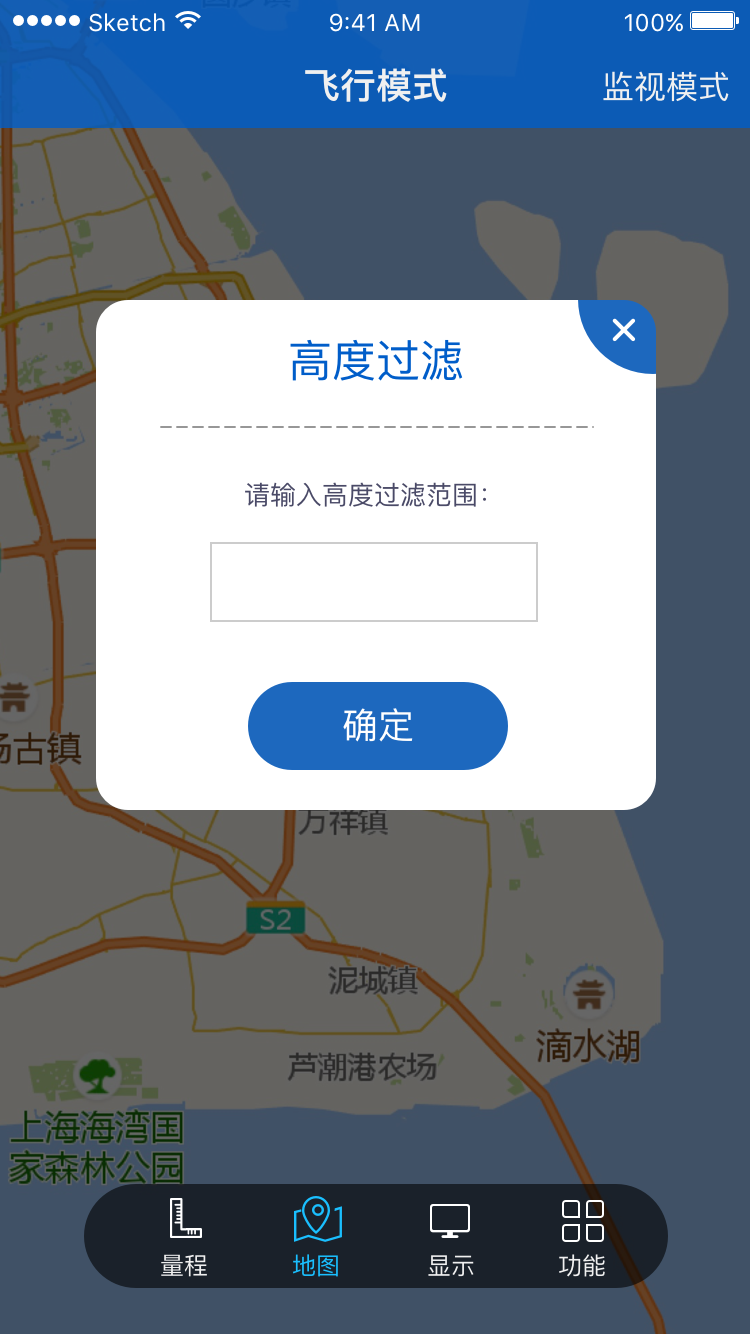 Sketch 9:41 AM 100%
飞行模式 监视模式
高度过滤
请输入高度过滤范围：
确定
古镇
万祥镇
S2
泥城镇
滴水湖
芦潮港农场
上海海湾国
家森林公园
量程 地图 显示 功能